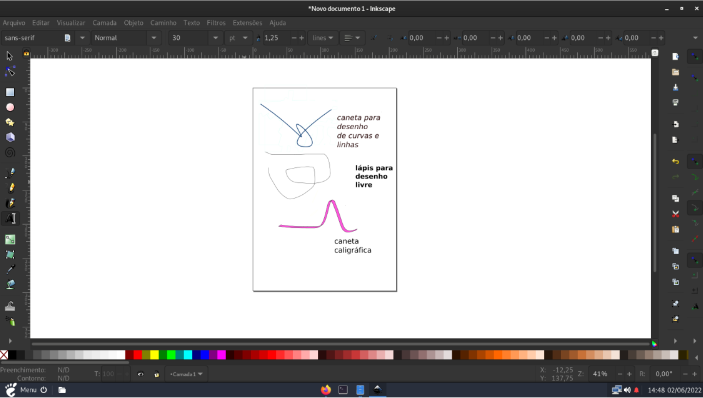 *Novo documento 1 - Inkscape
Arquivo Editar Visualizar Camada Objeto Caminho Texto Filtros Extensões Ajuda
sans-serif Normal 30 pt 1,25 lines 0,00 0,00 0,00 0,00 0,00
caneta para
desenho
de curvas e
linhas
lápis para
desenho
livre
caneta
caligráfica
Preenchimento: N/D
Contorno: N/D
T: 100
•Camada 1
X: -12,25
Y: 137,75
Z: 41%
R: 0,00°
Menu
14:48 02/06/2022